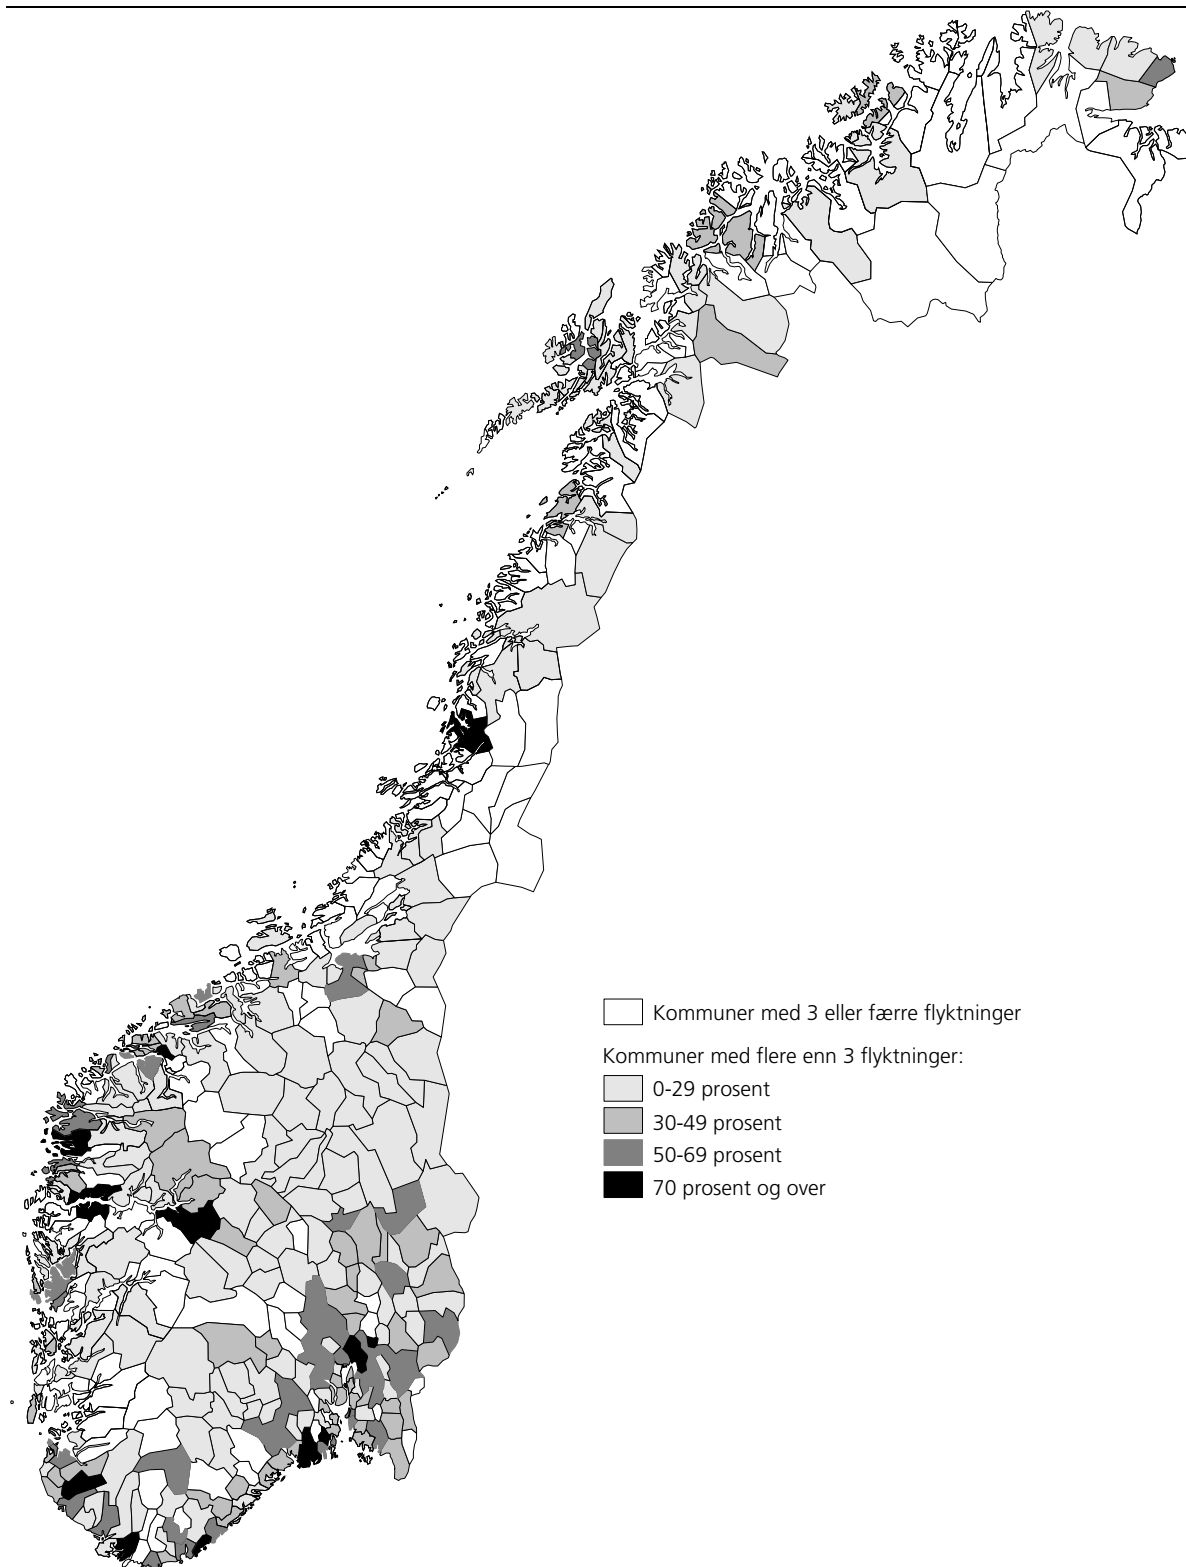 Kommuner med 3 eller færre flyktninger
Kommuner med flere enn 3 flyktninger:
0-29 prosent
30-49 prosent
50-69 prosent
70 prosent og over